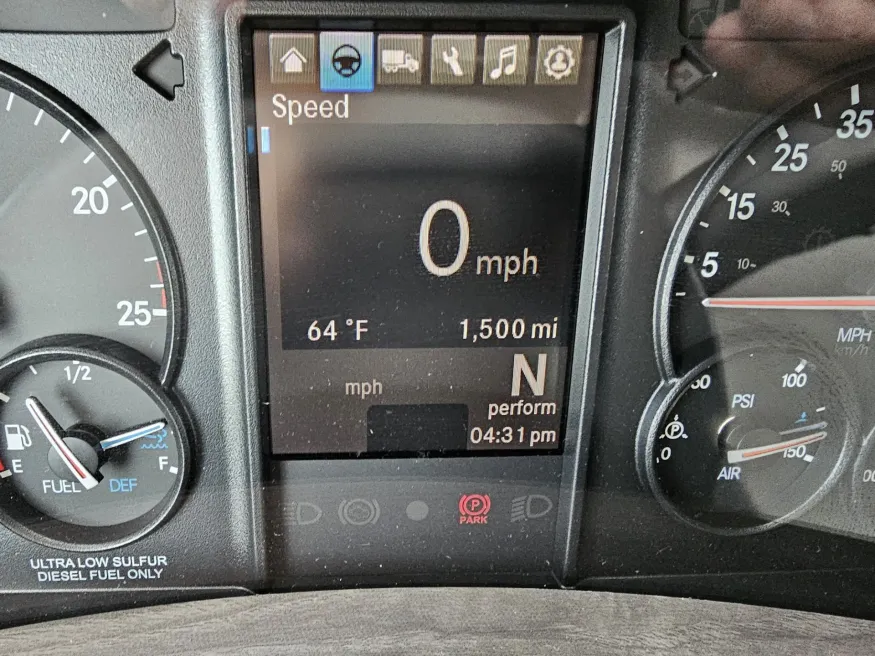 Speed
0 mph
64 °F 1,500 mi
mph N
perform
04:31 pm
20
25
1/2
E F
FUEL DEF
ULTRA LOW SULFUR
DIESEL FUEL ONLY
P
PARK
35
25 50
15 30
5 10
MPH
km/h
100
PSI
P
0
AIR 150